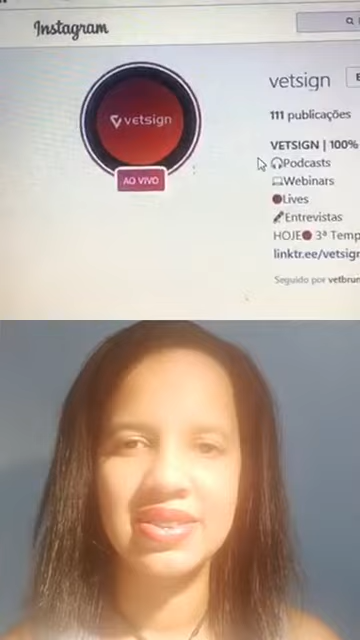 Instagram
vetsign
vetsign
111 publicações
VETSIGN | 100%
AO VIVO
Podcasts
Webinars
Lives
Entrevistas
HOJE 3ª Temp
linktr.ee/vetsign
Seguido por vetbrun